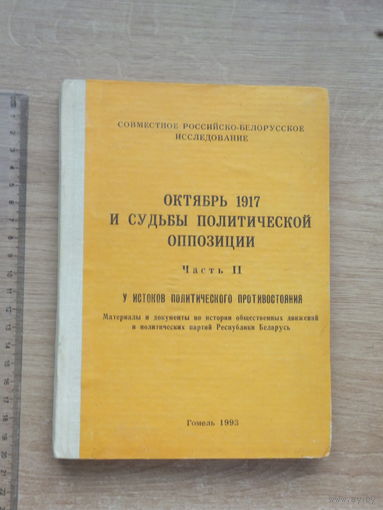 СОВМЕСТНОЕ РОССИЙСКО-БЕЛОРУССКОЕ
ИССЛЕДОВАНИЕ
ОКТЯБРЬ 1917
И СУДЬБЫ ПОЛИТИЧЕСКОЙ
ОППОЗИЦИИ
Часть II
У ИСТОКОВ ПОЛИТИЧЕСКОГО ПРОТИВОСТОЯНИЯ
Материалы и документы по истории общественных движений
и политических партий Республики Беларусь
Гомель 1993